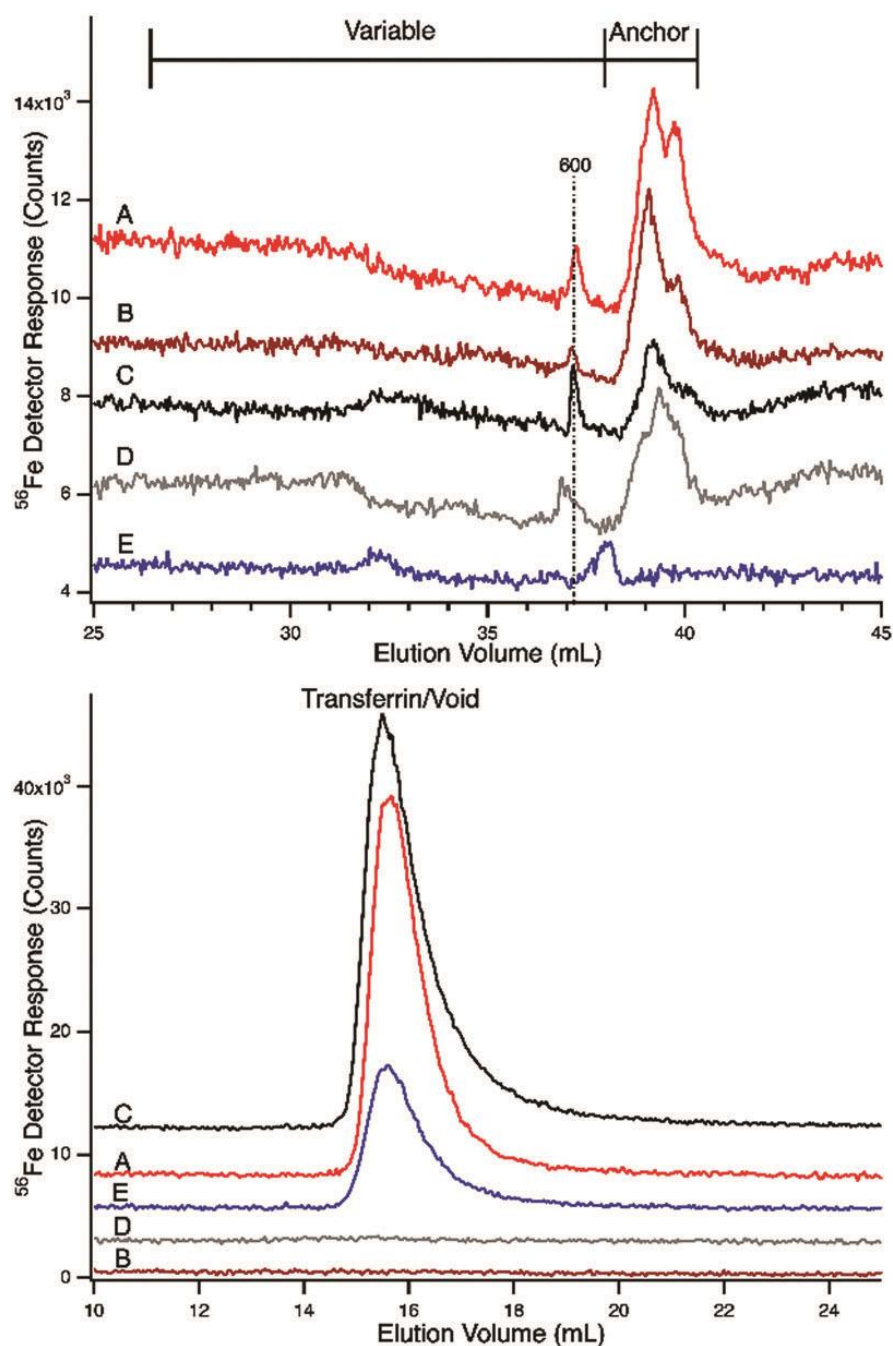 Variable Anchor
14x10³
600
A
12
10
B
8
C
D
6
E
4
⁵⁶Fe Detector Response (Counts)
25 30 35 40 45
Elution Volume (mL)
Transferrin/Void
40x10³
30
20
C
10
A
E
D
B
0
⁵⁶Fe Detector Response (Counts)
10 12 14 16 18 20 22 24
Elution Volume (mL)